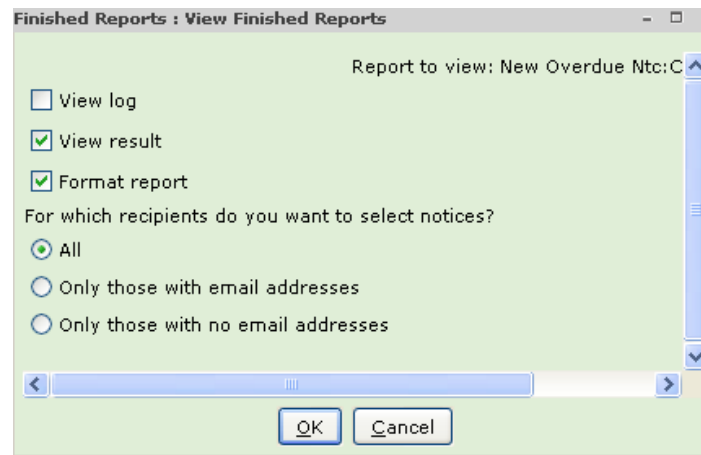 Finished Reports : View Finished Reports
Report to view: New Overdue Ntc:C
View log
View result
Format report
For which recipients do you want to select notices?
All
Only those with email addresses
Only those with no email addresses
OK Cancel